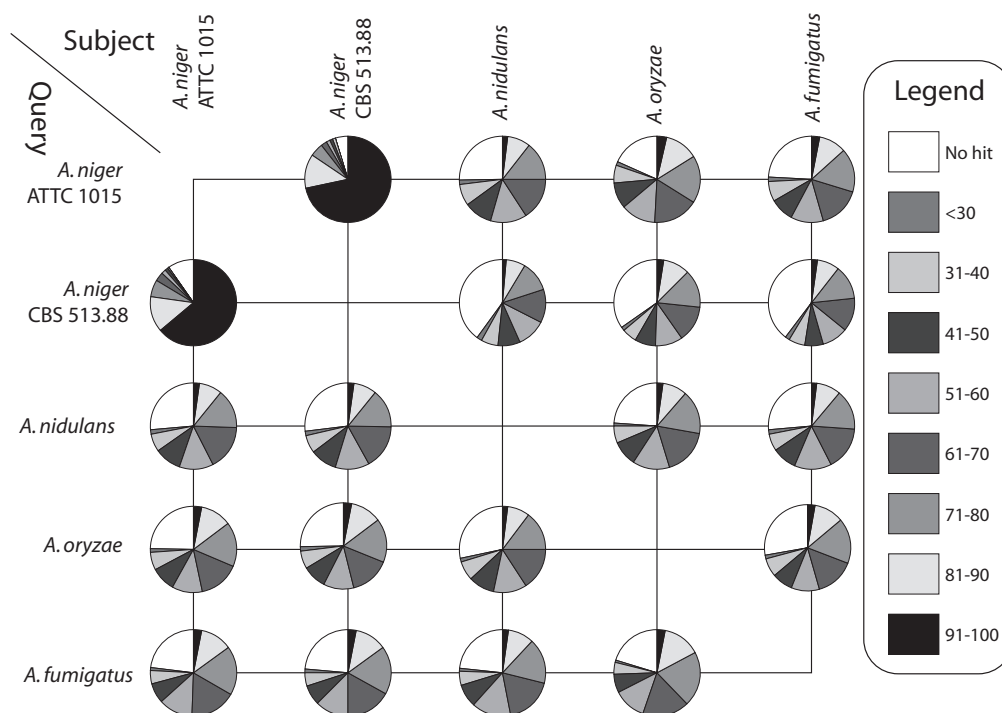 Subject
Query
A. niger
ATTC 1015
A. niger
CBS 513.88
A. nidulans
A. oryzae
A. fumigatus
A. niger
ATTC 1015
A. niger
CBS 513.88
A. nidulans
A. oryzae
A. fumigatus
Legend
No hit
<30
31-40
41-50
51-60
61-70
71-80
81-90
91-100